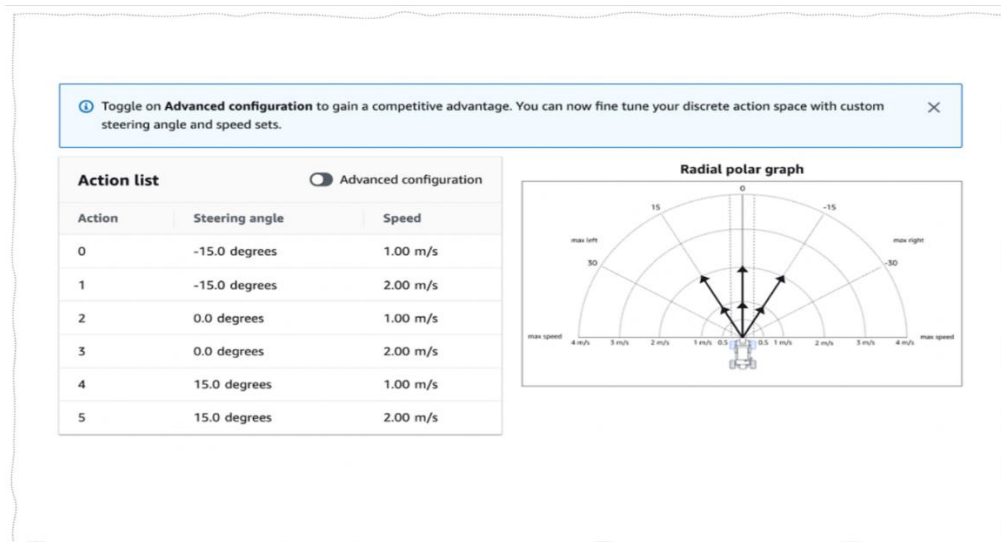 Toggle on Advanced configuration to gain a competitive advantage. You can now fine tune your discrete action space with custom
steering angle and speed sets.
Action list
Advanced configuration
Action Steering angle Speed
0 -15.0 degrees 1.00 m/s
1 -15.0 degrees 2.00 m/s
2 0.0 degrees 1.00 m/s
3 0.0 degrees 2.00 m/s
4 15.0 degrees 1.00 m/s
5 15.0 degrees 2.00 m/s
Radial polar graph
0
15 -15
max left max right
30 -30
max speed 4 m/s 3 m/s 2 m/s 1 m/s 0.5 0.5 1 m/s 2 m/s 3 m/s 4 m/s max speed